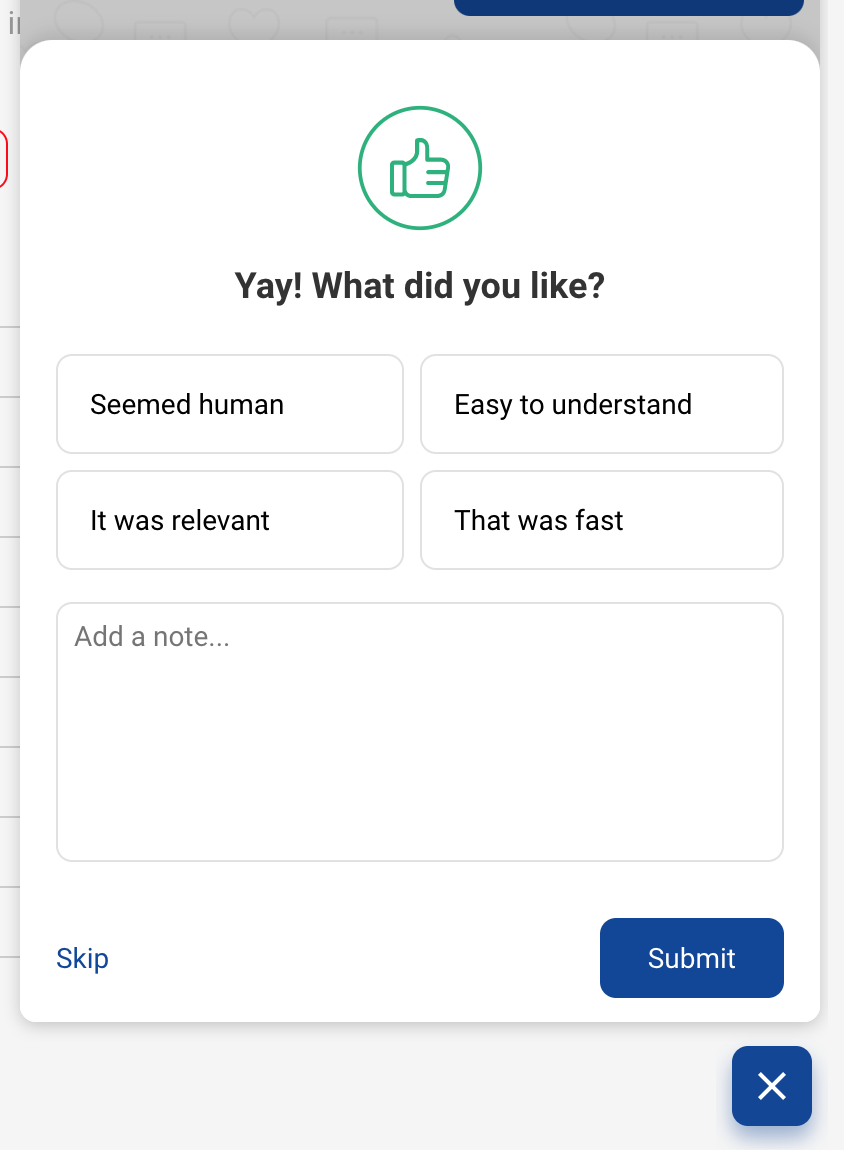 Yay! What did you like?
Seemed human
Easy to understand
It was relevant
That was fast
Add a note...
Skip
Submit